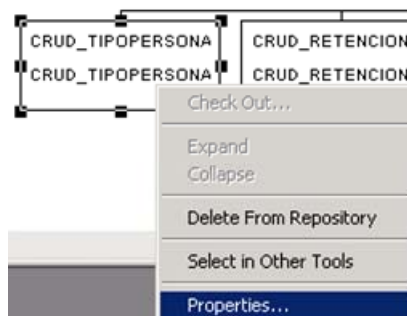 CRUD_TIPOPERSONA
CRUD_TIPOPERSONA
CRUD_RETENCION
CRUD_RETENCION
Check Out...
Expand
Collapse
Delete From Repository
Select in Other Tools
Properties...